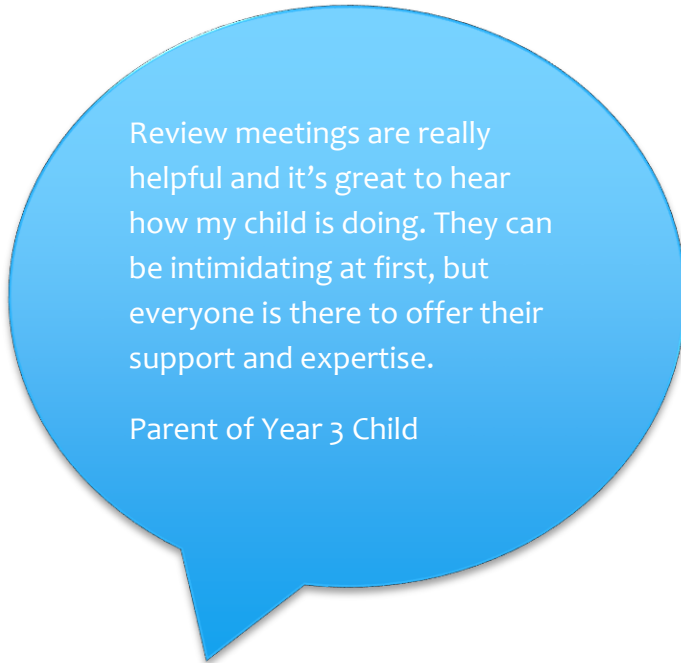 Review meetings are really
helpful and it’s great to hear
how my child is doing. They can
be intimidating at first, but
everyone is there to offer their
support and expertise.
Parent of Year 3 Child